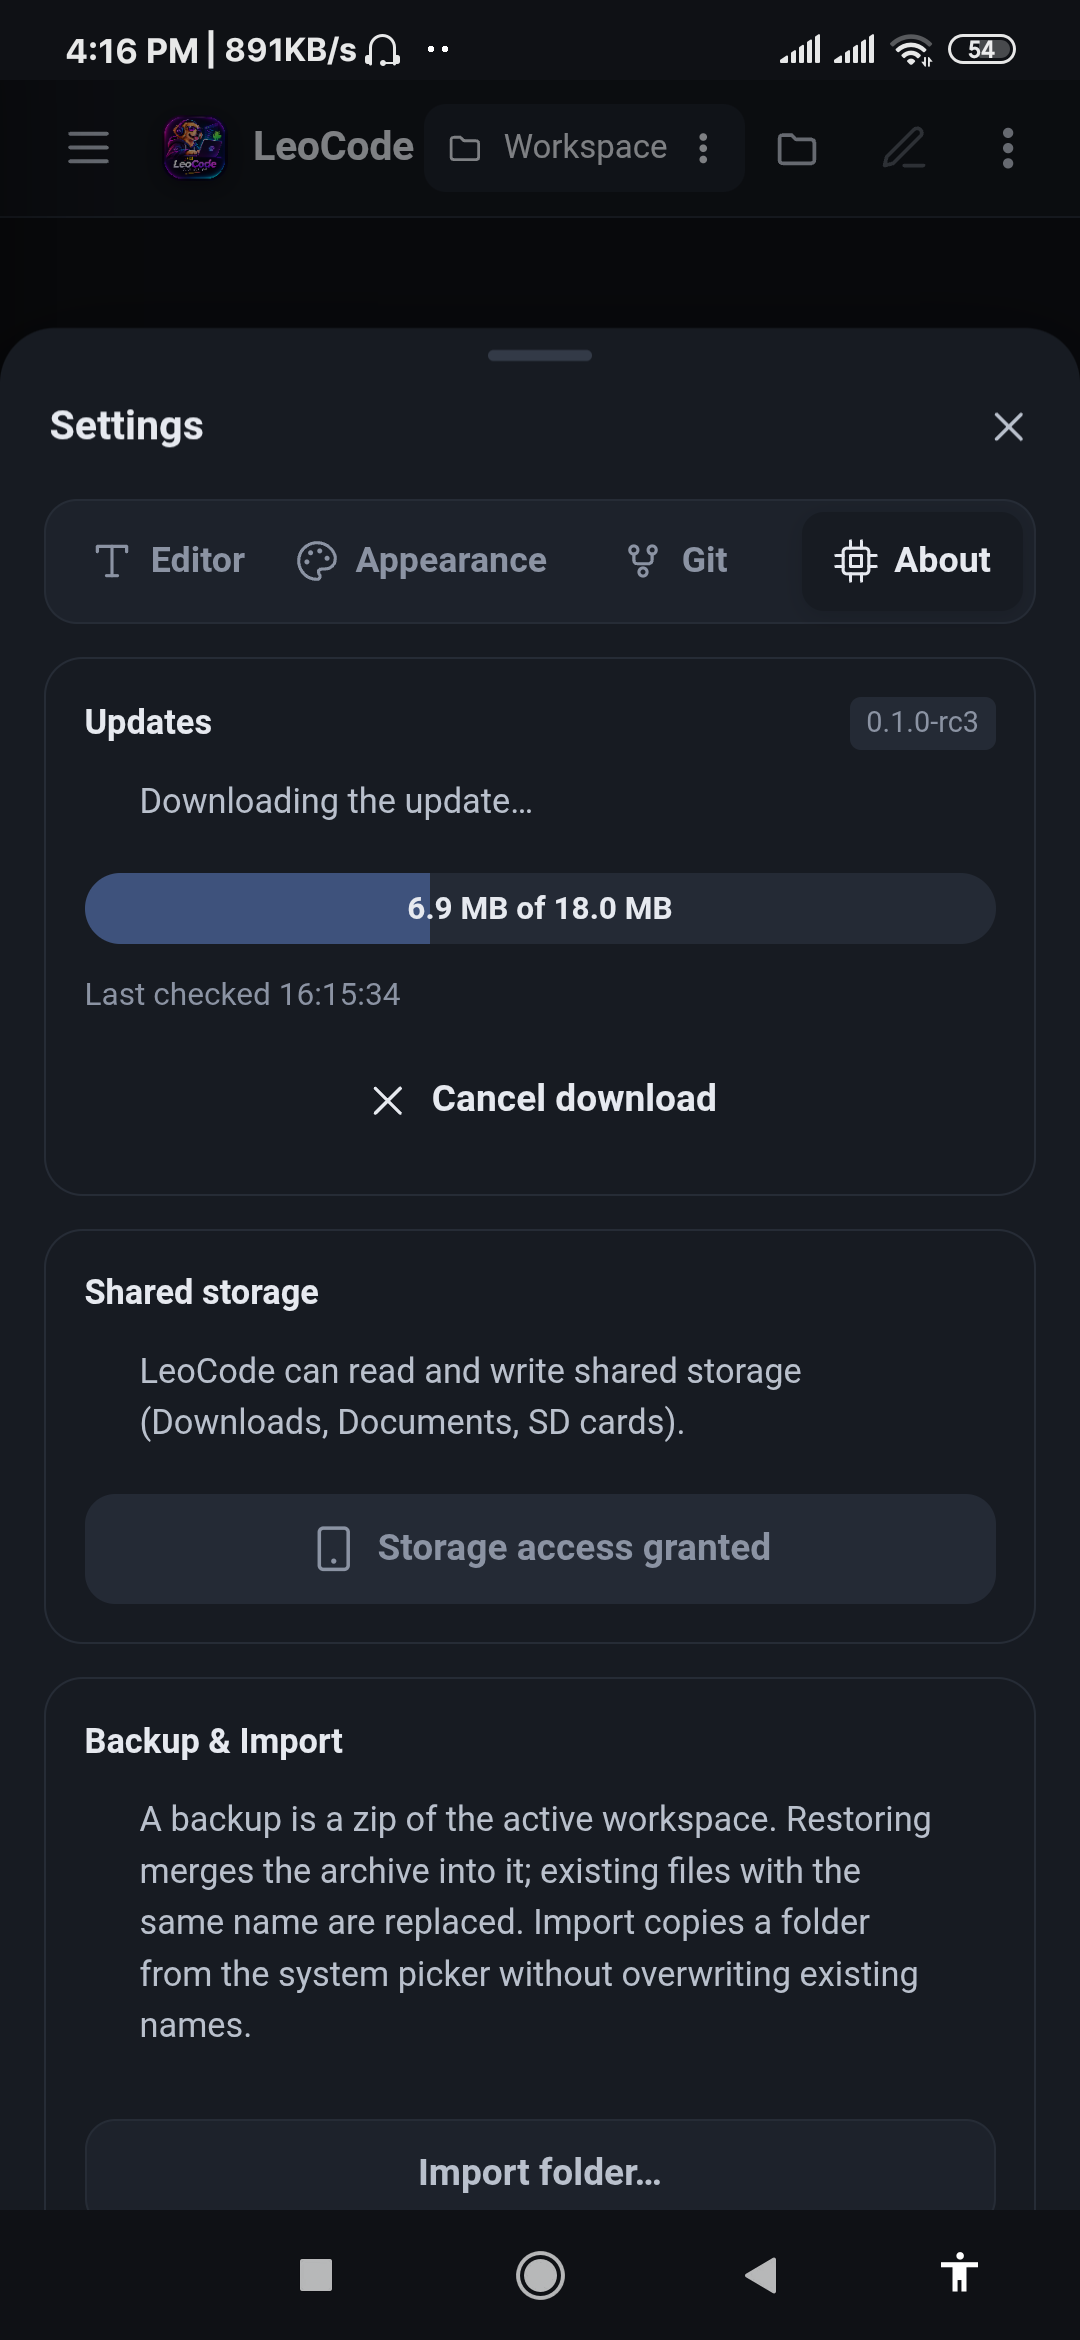 4:16 PM | 891KB/s
54
LeoCode
LeoCode
Workspace
Settings
Editor
Appearance
Git
About
Updates
0.1.0-rc3
Downloading the update…
6.9 MB of 18.0 MB
Last checked 16:15:34
Cancel download
Shared storage
LeoCode can read and write shared storage
(Downloads, Documents, SD cards).
Storage access granted
Backup & Import
A backup is a zip of the active workspace. Restoring
merges the archive into it; existing files with the
same name are replaced. Import copies a folder
from the system picker without overwriting existing
names.
Import folder…